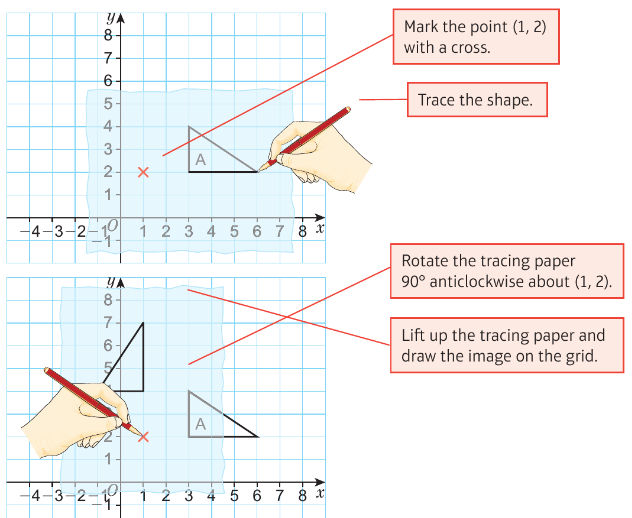 Mark the point (1, 2)
with a cross.
Trace the shape.
y
8
7
6
5
4
3
2
1
−1
O
−4 −3 −2 −1 1 2 3 4 5 6 7 8 x
A
Rotate the tracing paper
90° anticlockwise about (1, 2).
Lift up the tracing paper and
draw the image on the grid.
y
8
7
6
5
4
2
1
−1
O
−4 −3 −2 −1 1 2 3 4 5 6 7 8 x
A